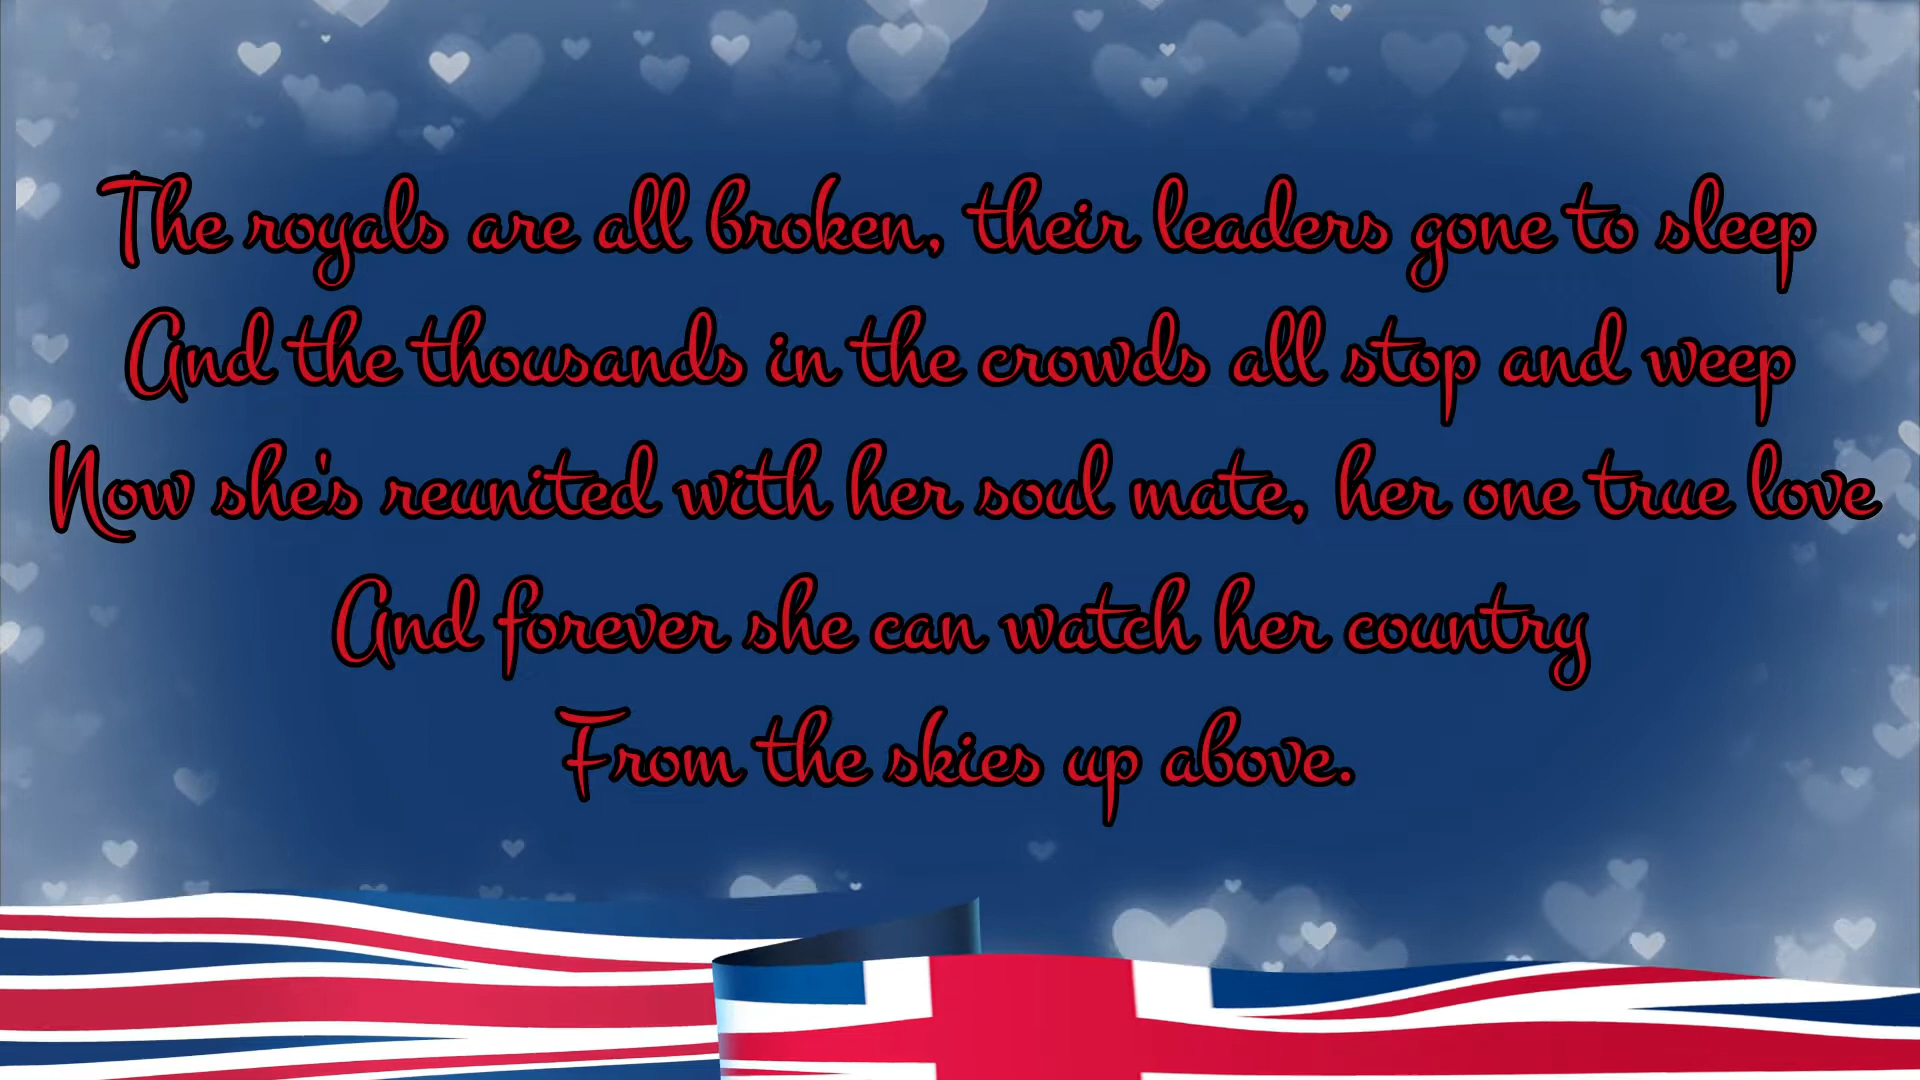 The royals are all broken, their leaders gone to sleep
And the thousands in the crowds all stop and weep
Now she's reunited with her soul mate, her one true love
And forever she can watch her country
From the skies up above.